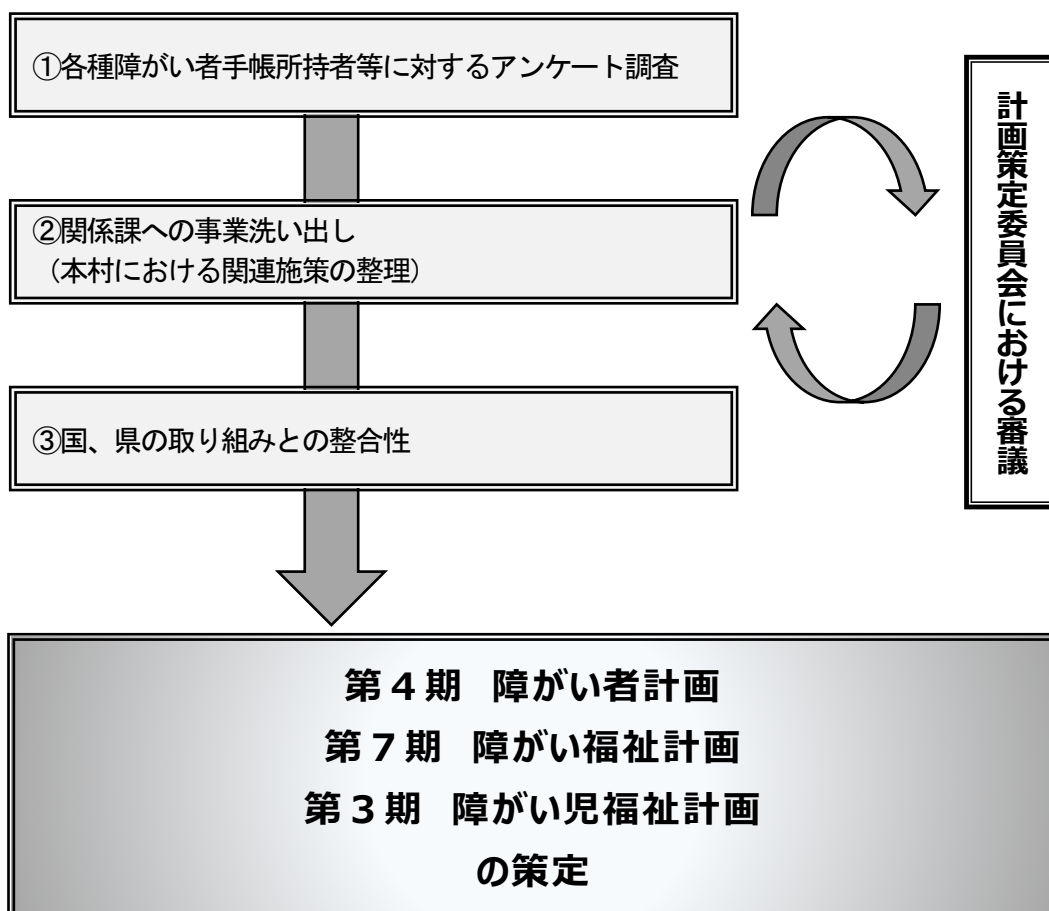 ①各種障がい者手帳所持者等に対するアンケート調査
②関係課への事業洗い出し
（本村における関連施策の整理）
③国、県の取り組みとの整合性
計画策定委員会における審議
第４期 障がい者計画
第７期 障がい福祉計画
第３期 障がい児福祉計画
の策定